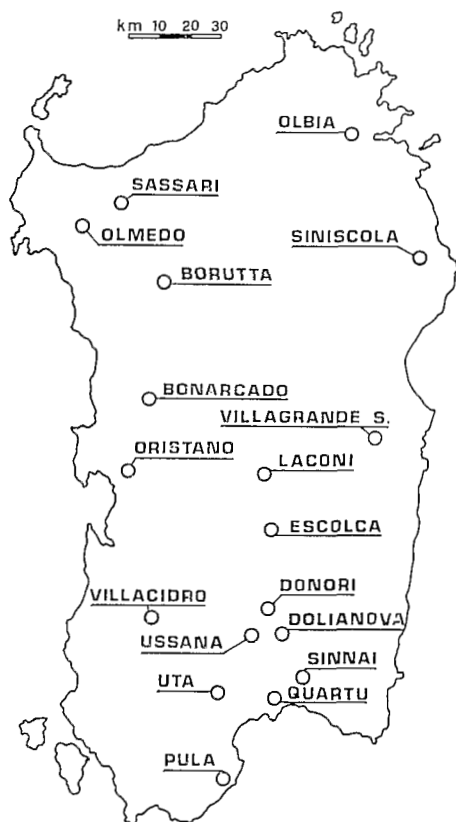 km 10 20 30
OLBIA
SASSARI
OLMEDO
SINISCOLA
BORUTTA
BONARCADO
VILLAGRANDE S.
ORISTANO
LACONI
ESCOLCA
DONORI
VILLACIDRO
DOLIANOVA
USSANA
SINNAI
UTA
QUARTU
PULA